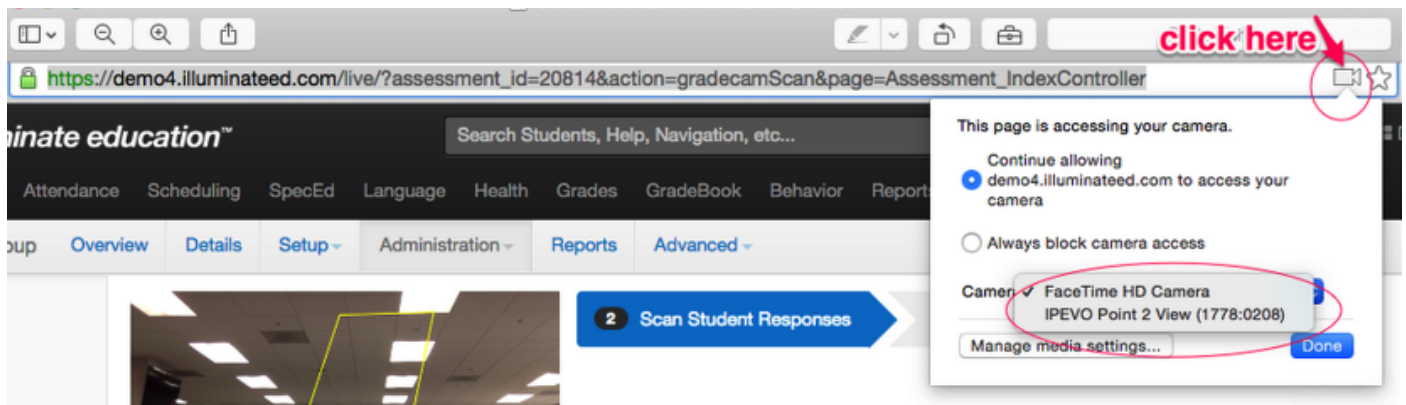 click here
https://demo4.illuminateed.com/live/?assessment_id=20814&action=gradecamScan&page=Assessment_IndexController
inate education™
Search Students, Help, Navigation, etc...
Attendance Scheduling SpecEd Language Health Grades GradeBook Behavior Report
oup Overview Details Setup Administration Reports Advanced
2 Scan Student Responses
This page is accessing your camera.
Continue allowing
demo4.illuminateed.com to access your
camera
Always block camera access
Camera
FaceTime HD Camera
IPEVO Point 2 View (1778:0208)
Manage media settings...
Done